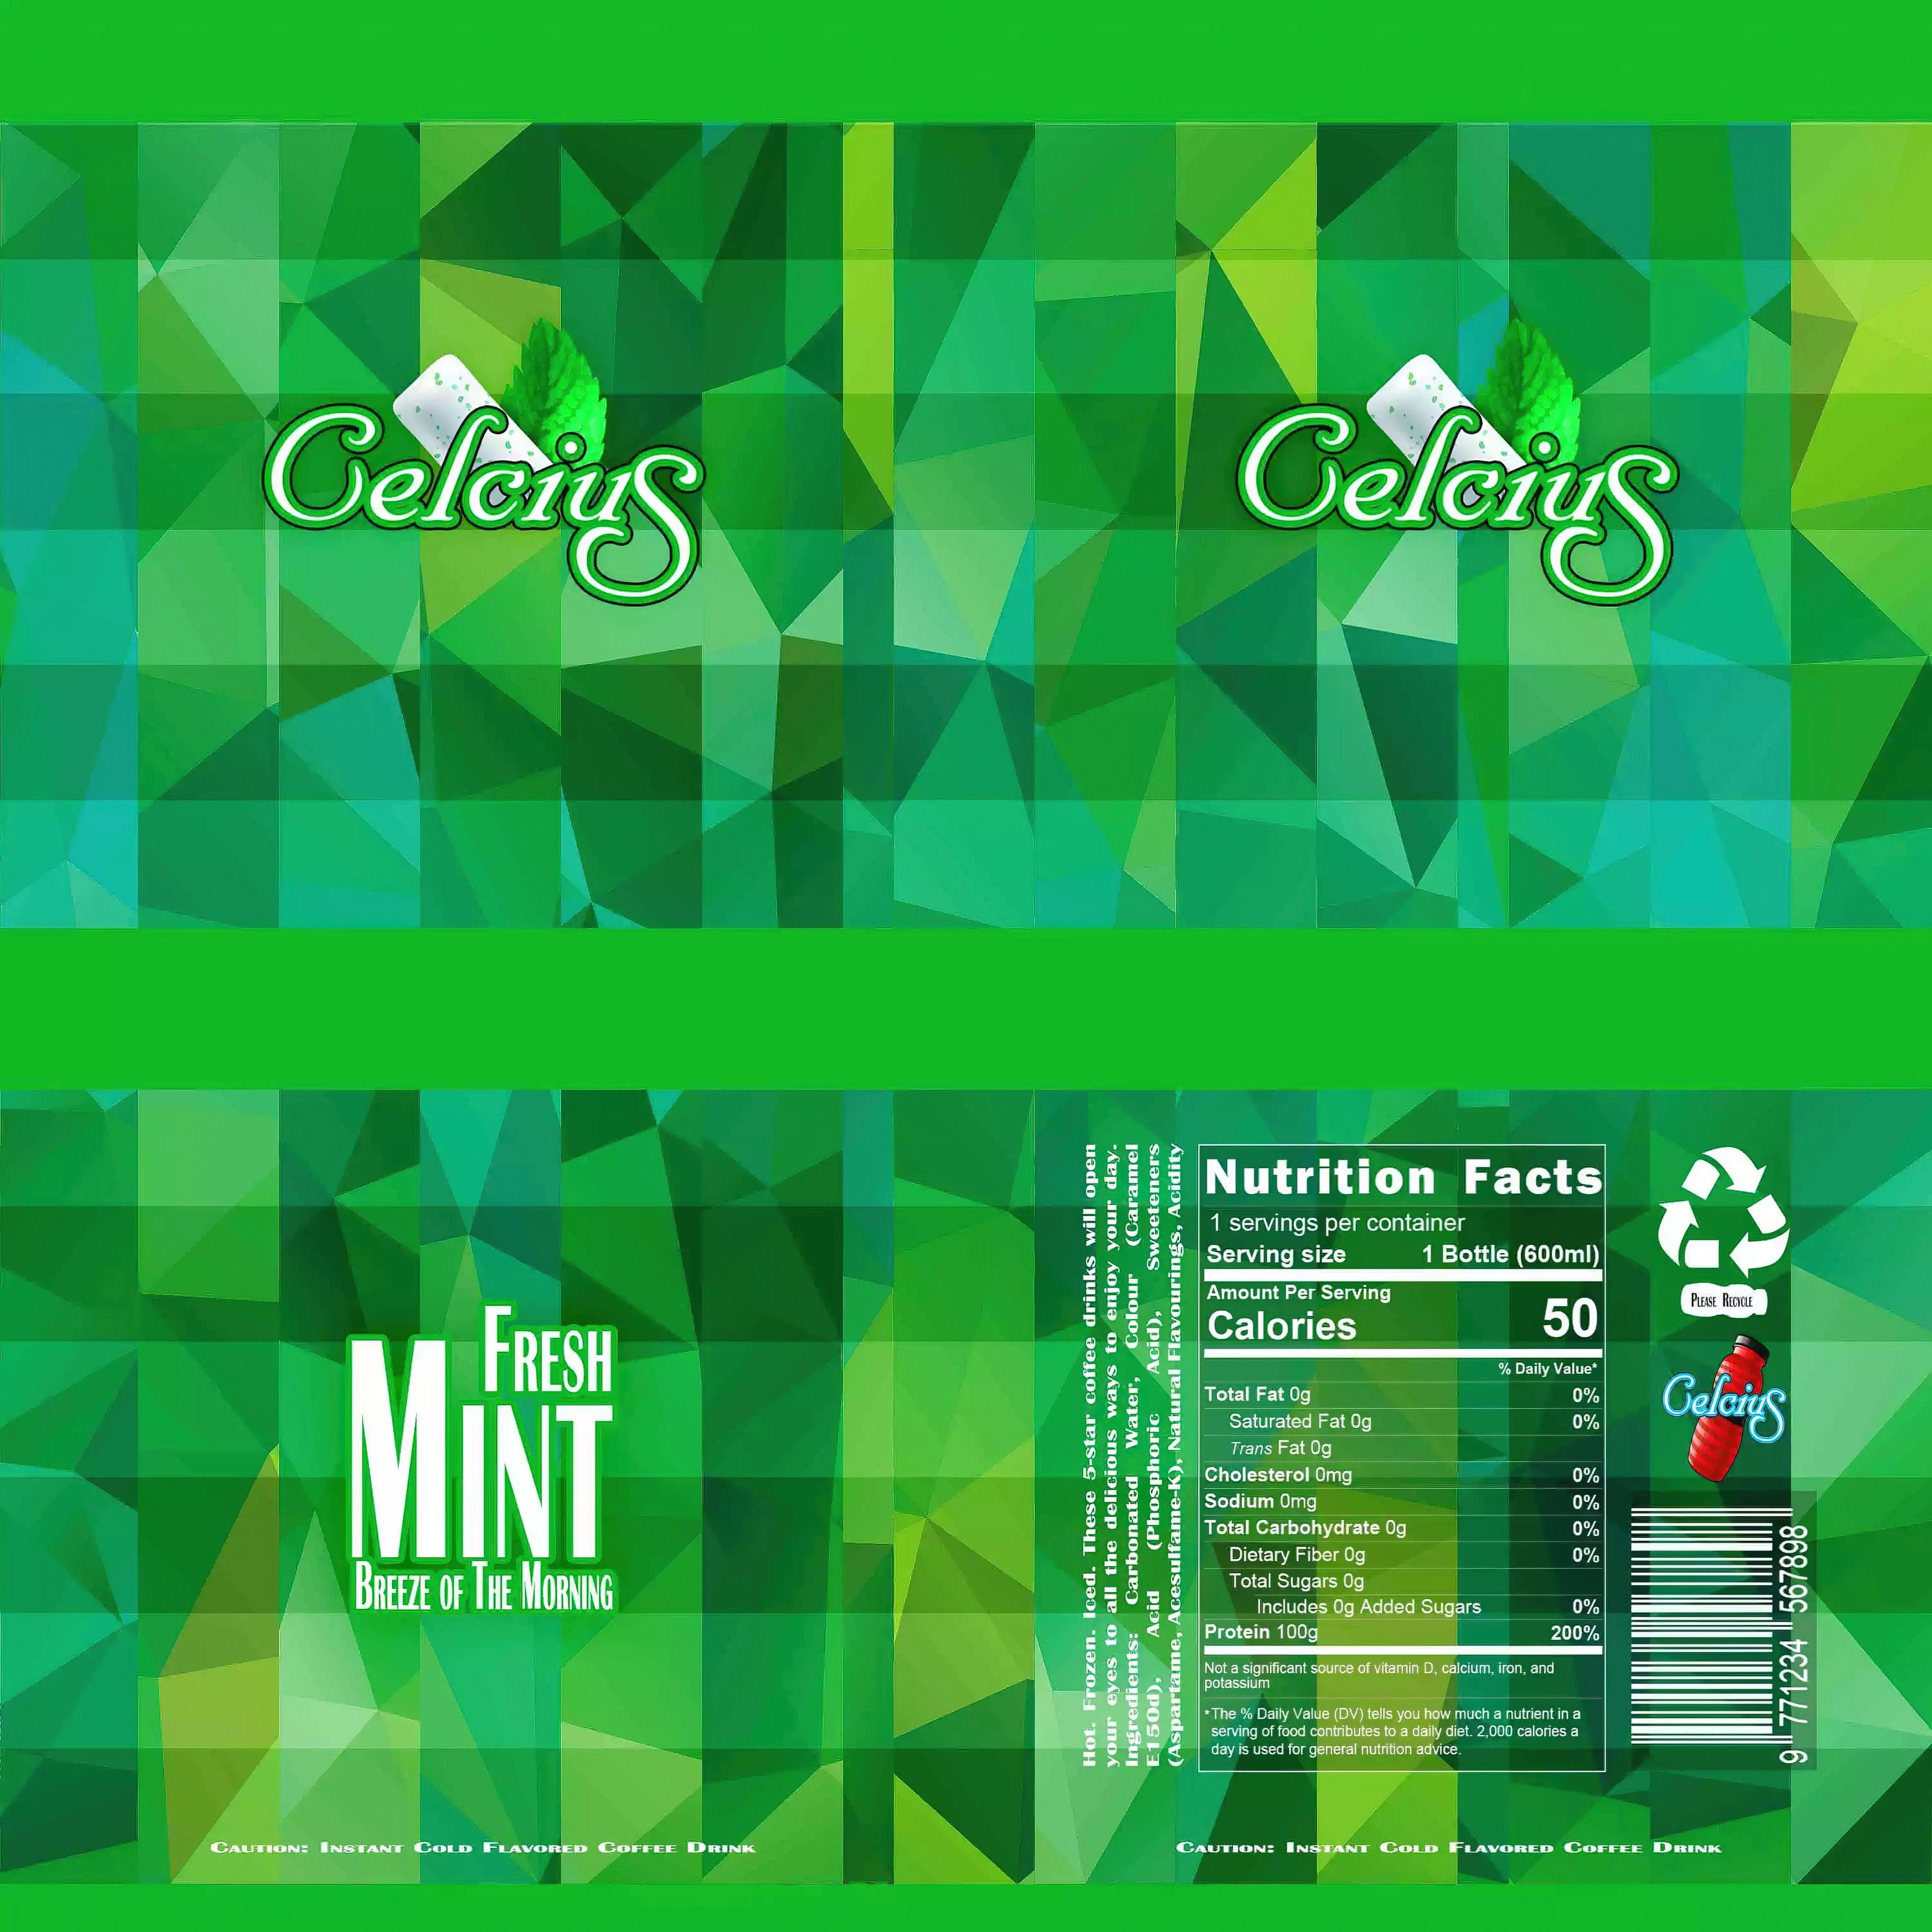 Celcius
Celcius
Fresh
Mint
Breeze of The Morning
Caution: Instant Cold Flavored Coffee Drink
Hot. Frozen. Iced. These 5-star coffee drinks will open
your eyes to all the delicious ways to enjoy your day.
Ingredients: Carbonated Water, Colour (Caramel
E150d), Acid (Phosphoric Acid), Sweeteners
(Aspartame, Acesulfame-K), Natural Flavourings, Acidity
Nutrition Facts
1 servings per container
Serving size 1 Bottle (600ml)
Amount Per Serving
Calories 50
% Daily Value*
Total Fat 0g 0%
Saturated Fat 0g 0%
Trans Fat 0g
Cholesterol 0mg 0%
Sodium 0mg 0%
Total Carbohydrate 0g 0%
Dietary Fiber 0g 0%
Total Sugars 0g
Includes 0g Added Sugars 0%
Protein 100g 200%
Not a significant source of vitamin D, calcium, iron, and
potassium
*The % Daily Value (DV) tells you how much a nutrient in a
serving of food contributes to a daily diet. 2,000 calories a
day is used for general nutrition advice.
Please Recycle
Celcius
9 771234 567898
Caution: Instant Cold Flavored Coffee Drink